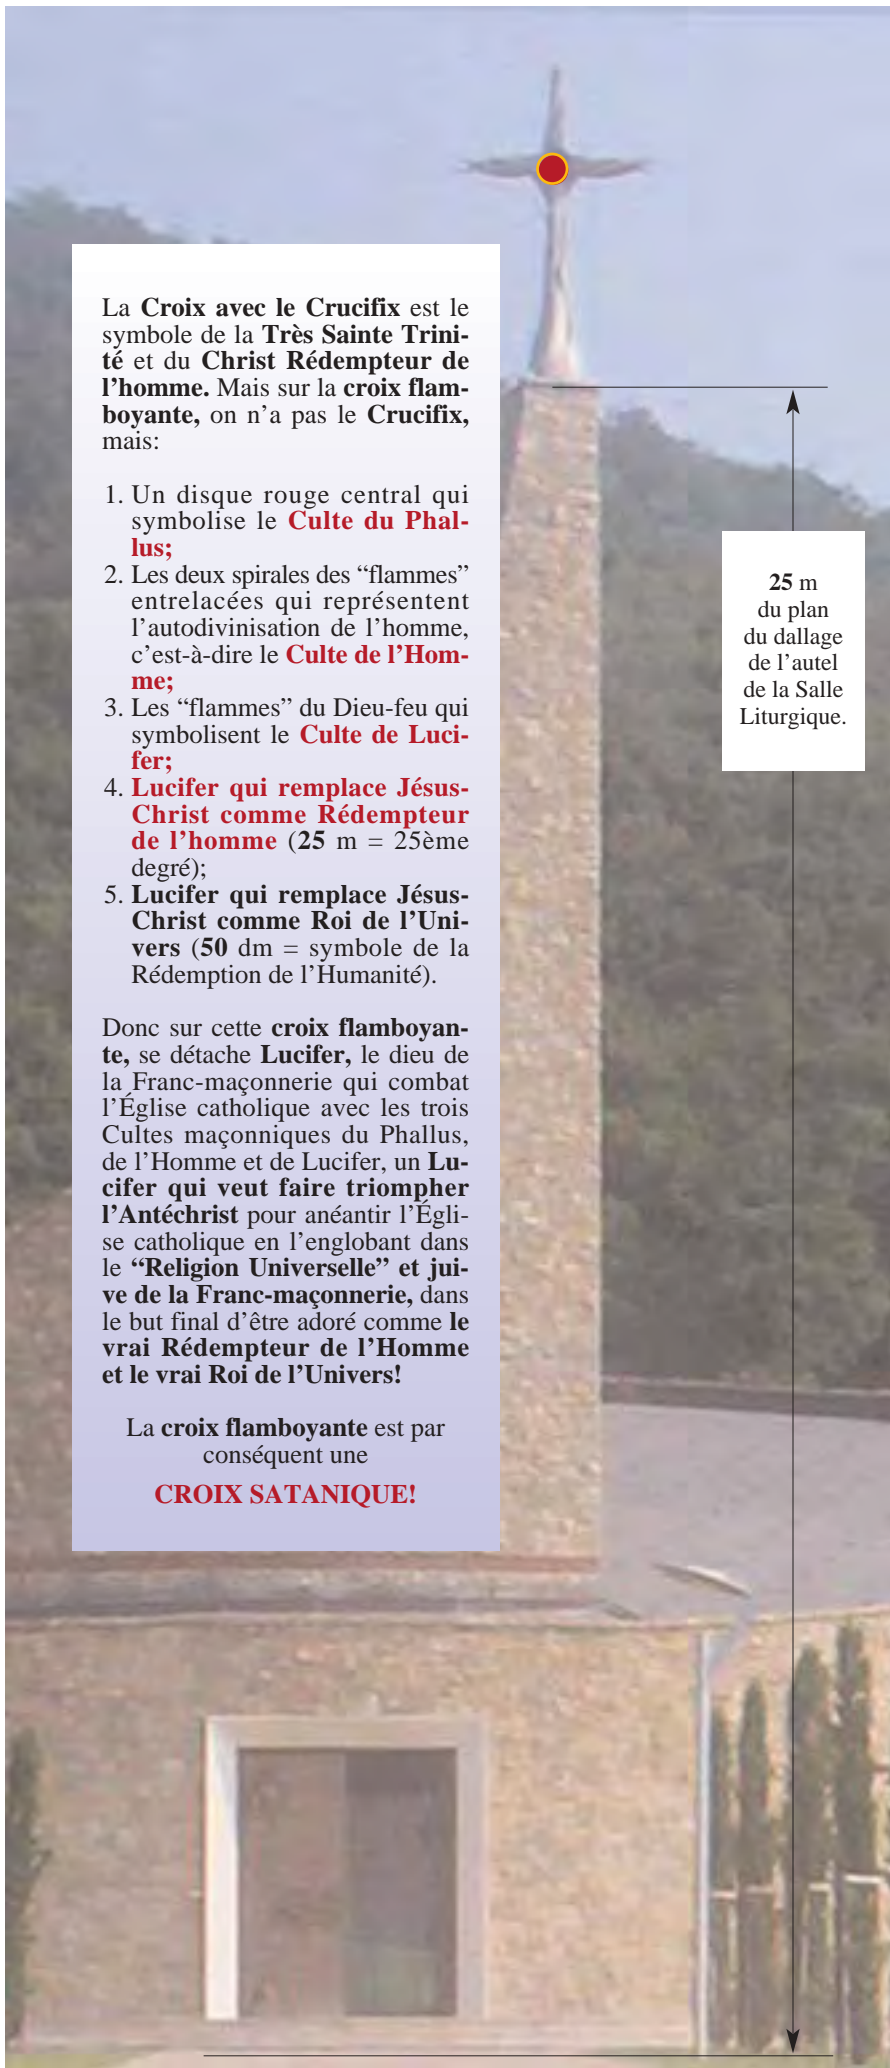 La Croix avec le Crucifix est le
symbole de la Très Sainte Trini-
té et du Christ Rédempteur de
l'homme. Mais sur la croix flam-
boyante, on n'a pas le Crucifix,
mais:
1. Un disque rouge central qui
symbolise le Culte du Phal-
lus;
2. Les deux spirales des “flammes”
entrelacées qui représentent
l'autodivinisation de l'homme,
c'est-à-dire le Culte de l'Hom-
me;
3. Les “flammes” du Dieu-feu qui
symbolisent le Culte de Luci-
fer;
4. Lucifer qui remplace Jésus-
Christ comme Rédempteur
de l'homme (25 m = 25ème
degré);
5. Lucifer qui remplace Jésus-
Christ comme Roi de l'Uni-
vers (50 dm = symbole de la
Rédemption de l'Humanité).
Donc sur cette croix flamboyan-
te, se détache Lucifer, le dieu de
la Franc-maçonnerie qui combat
l'Église catholique avec les trois
Cultes maçonniques du Phallus,
de l'Homme et de Lucifer, un Lu-
cifer qui veut faire triompher
l'Antéchrist pour anéantir l'Égli-
se catholique en l'englobant dans
le “Religion Universelle” et jui-
ve de la Franc-maçonnerie, dans
le but final d'être adoré comme le
vrai Rédempteur de l'Homme
et le vrai Roi de l'Univers!
La croix flamboyante est par
conséquent une
CROIX SATANIQUE!
25 m
du plan
du dallage
de l'autel
de la Salle
Liturgique.